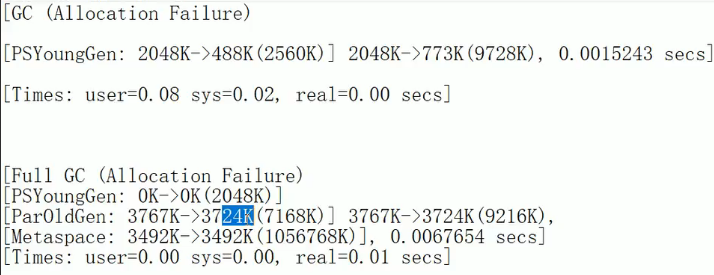 [GC (Allocation Failure)
[PSYoungGen: 2048K->488K(2560K)] 2048K->773K(9728K), 0.0015243 secs]
[Times: user=0.08 sys=0.02, real=0.00 secs]
[Full GC (Allocation Failure)
[PSYoungGen: 0K->0K(2048K)]
[ParOldGen: 3767K->3724K(7168K)] 3767K->3724K(9216K),
[Metaspace: 3492K->3492K(1056768K)], 0.0067654 secs]
[Times: user=0.00 sys=0.00, real=0.01 secs]